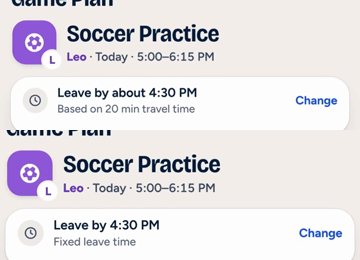 Game Plan
Soccer Practice
L
Leo · Today · 5:00–6:15 PM
Leave by about 4:30 PM
Based on 20 min travel time
Change
Game Plan
Soccer Practice
L
Leo · Today · 5:00–6:15 PM
Leave by 4:30 PM
Fixed leave time
Change